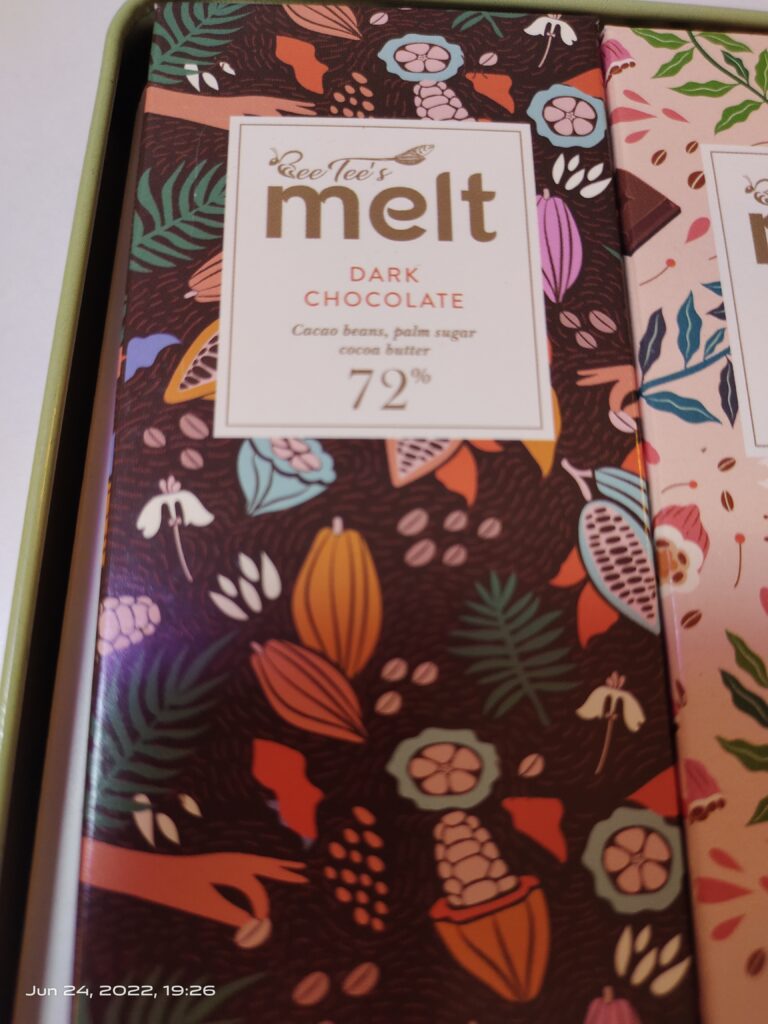 Bee Tee's
melt
DARK
CHOCOLATE
Cacao beans, palm sugar
cocoa butter
72%
Jun 24, 2022, 19:26